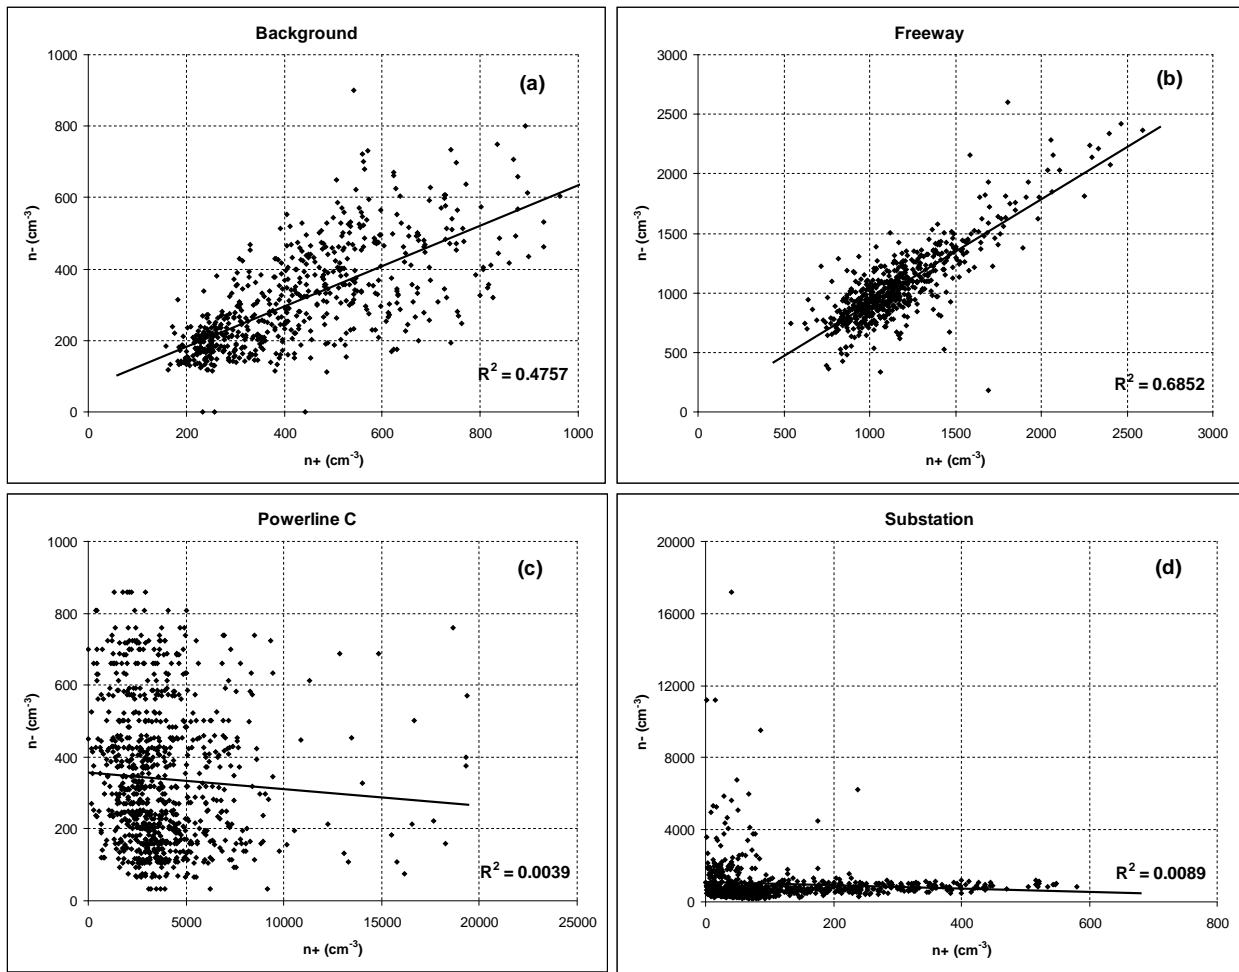 Background
(a)
n- (cm⁻³)
1000
800
600
400
200
0
R² = 0.4757
0 200 400 600 800 1000
n+ (cm⁻³)
Freeway
(b)
n- (cm⁻³)
3000
2500
2000
1500
1000
500
0
R² = 0.6852
0 500 1000 1500 2000 2500 3000
n+ (cm⁻³)
Powerline C
(c)
n- (cm⁻³)
1000
800
600
400
200
0
R² = 0.0039
0 5000 10000 15000 20000 25000
n+ (cm⁻³)
Substation
(d)
n- (cm⁻³)
20000
16000
12000
8000
4000
0
R² = 0.0089
0 200 400 600 800
n+ (cm⁻³)